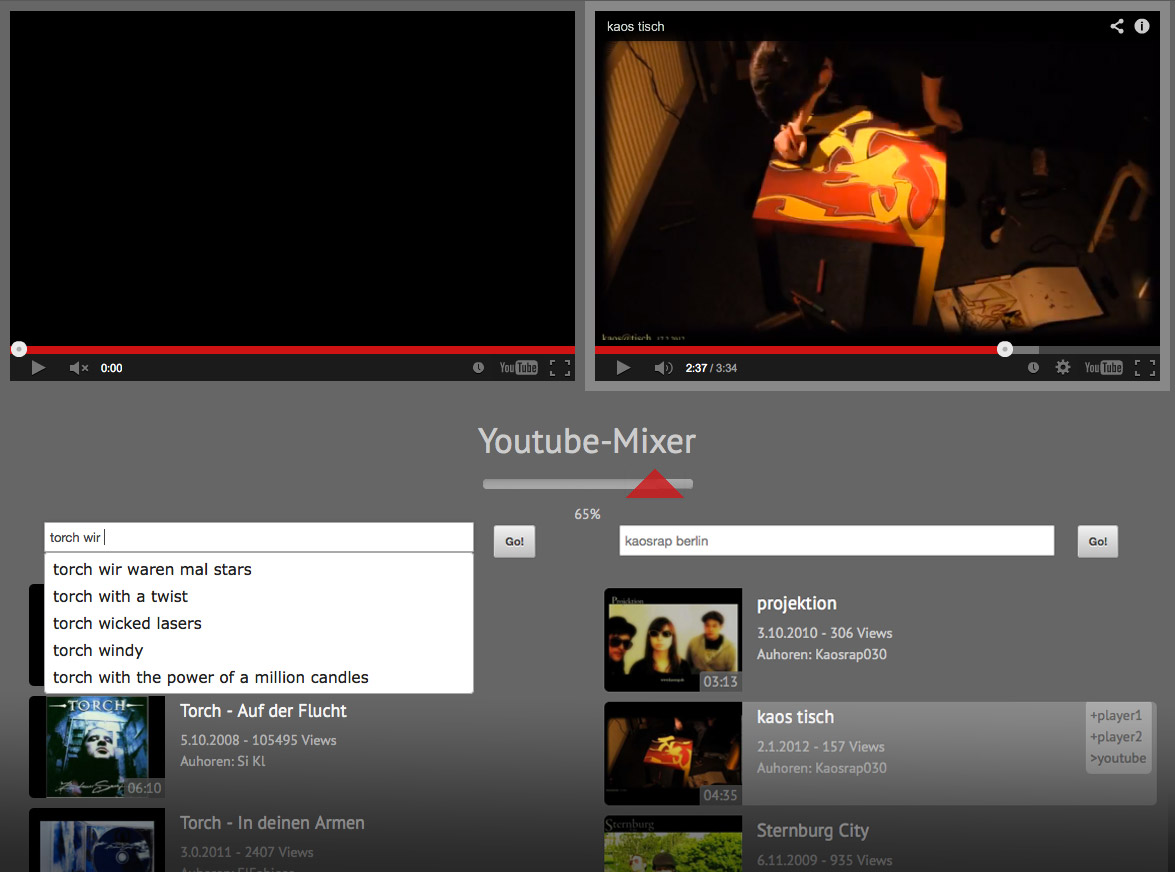 kaos tisch
kaos@tisch
0:00
YouTube
2:37 / 3:34
YouTube
Youtube-Mixer
65%
torch wir
Go!
torch wir waren mal stars
torch with a twist
torch wicked lasers
torch windy
torch with the power of a million candles
TORCH
06:10
Torch - Auf der Flucht
5.10.2008 - 105495 Views
Auhoren: Si Kl
Torch - In deinen Armen
3.0.2011 - 2407 Views
kaosrap berlin
Go!
Projektion
03:13
projektion
3.10.2010 - 306 Views
Auhoren: Kaosrap030
04:35
kaos tisch
2.1.2012 - 157 Views
Auhoren: Kaosrap030
+player1
+player2
>youtube
Sternburg
Sternburg City
6.11.2009 - 935 Views